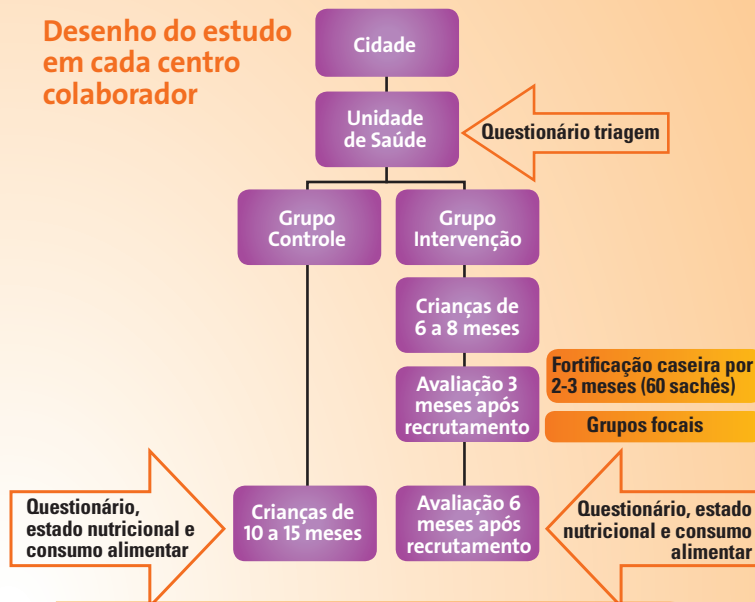 Desenho do estudo
em cada centro
colaborador
Cidade
Unidade
de Saúde
Questionário triagem
Grupo
Controle
Grupo
Intervenção
Crianças de
6 a 8 meses
Avaliação 3
meses após
recrutamento
Fortificação caseira por
2-3 meses (60 sachês)
Grupos focais
Questionário,
estado nutricional e
consumo alimentar
Crianças de
10 a 15 meses
Avaliação 6
meses após
recrutamento
Questionário, estado
nutricional e consumo
alimentar